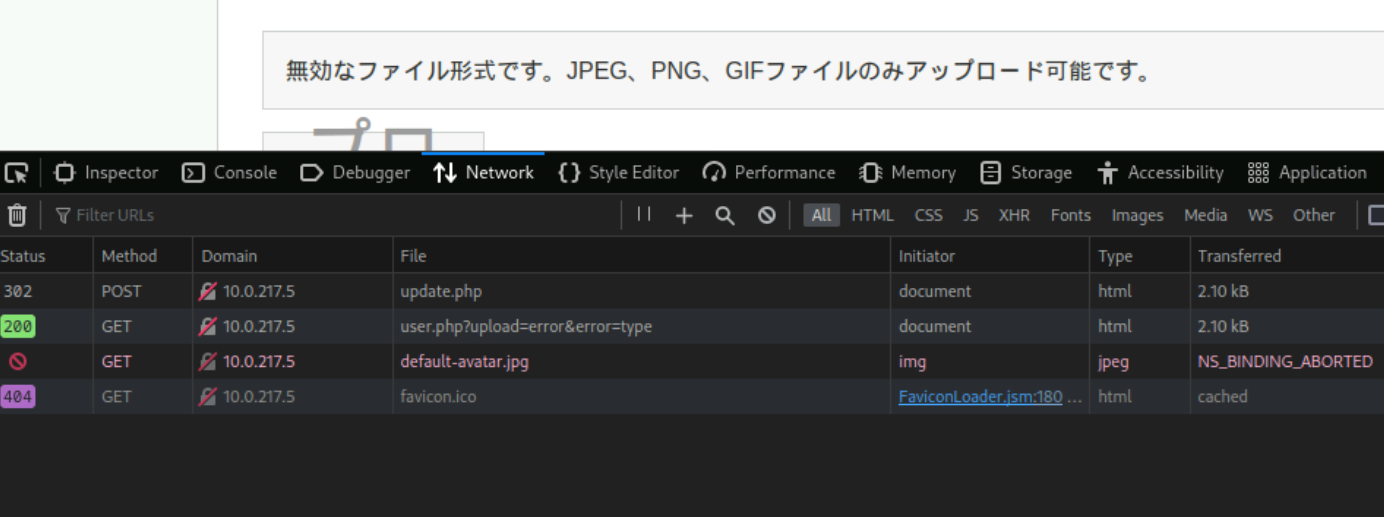 無効なファイル形式です。JPEG、PNG、GIFファイルのみアップロード可能です。
プロ
Inspector Console Debugger Network Style Editor Performance Memory Storage Accessibility Application
Filter URLs All HTML CSS JS XHR Fonts Images Media WS Other
Status Method Domain File Initiator Type Transferred
302 POST 10.0.217.5 update.php document html 2.10 kB
200 GET 10.0.217.5 user.php?upload=error&error=type document html 2.10 kB
GET 10.0.217.5 default-avatar.jpg img jpeg NS_BINDING_ABORTED
404 GET 10.0.217.5 favicon.ico FaviconLoader.jsm:180 ... html cached